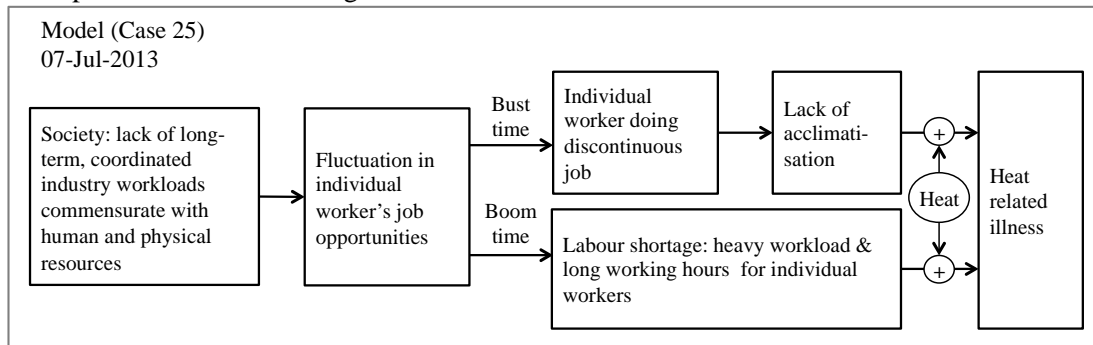 Model (Case 25)
07-Jul-2013
Society: lack of long-
term, coordinated
industry workloads
commensurate with
human and physical
resources
Fluctuation in
individual
worker’s job
opportunities
Bust
time
Boom
time
Individual
worker doing
discontinuous
job
Lack of
acclimati-
sation
Labour shortage: heavy workload &
long working hours for individual
workers
+
Heat
+
Heat
related
illness